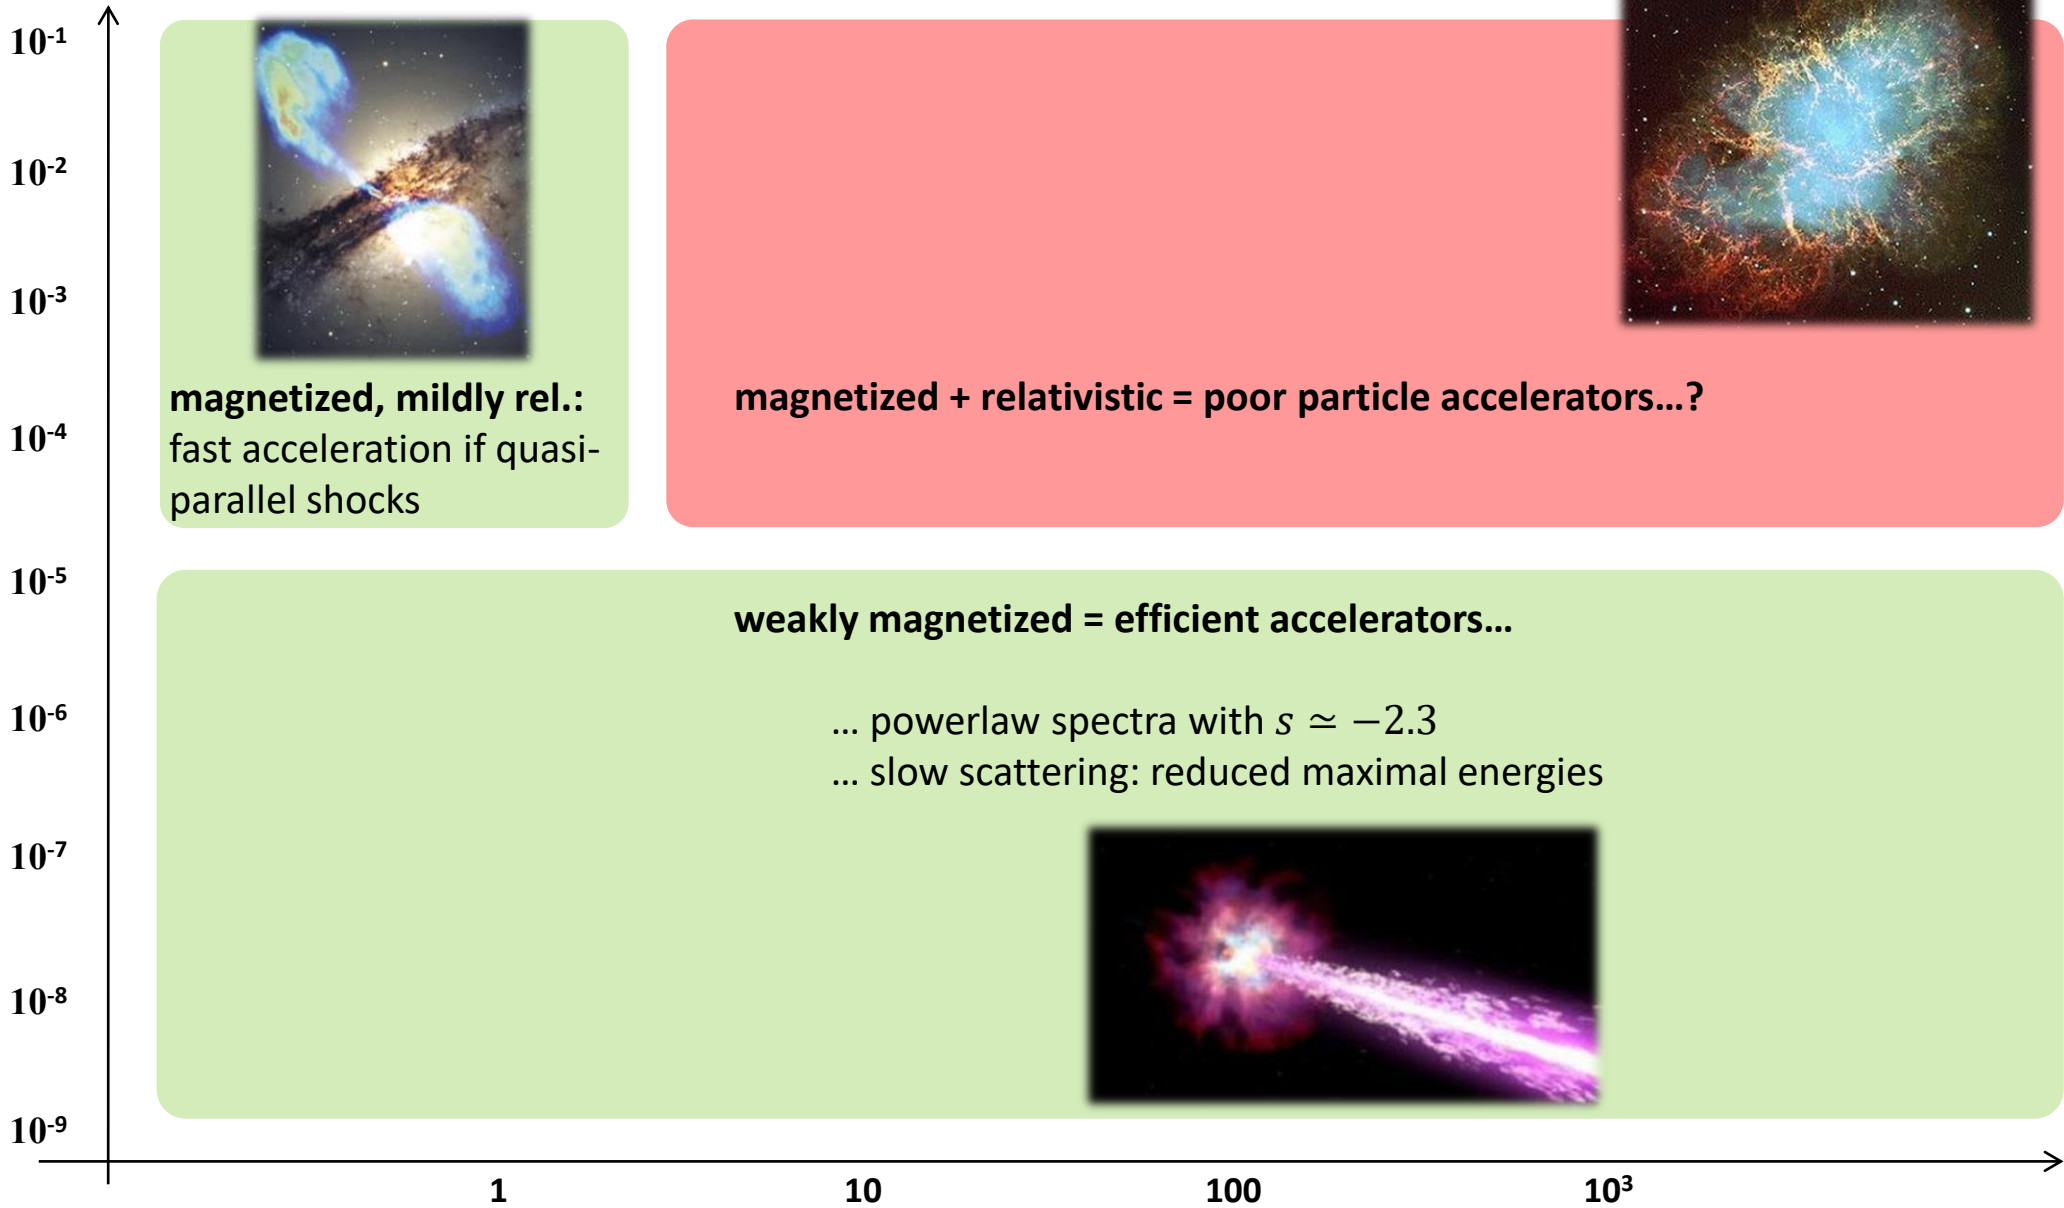 10⁻¹
10⁻²
10⁻³
10⁻⁴
10⁻⁵
10⁻⁶
10⁻⁷
10⁻⁸
10⁻⁹
magnetized, mildly rel.:
fast acceleration if quasi-
parallel shocks
magnetized + relativistic = poor particle accelerators…?
weakly magnetized = efficient accelerators…
… powerlaw spectra with 𝑠 ≃ −2.3
… slow scattering: reduced maximal energies
1 10 100 10³